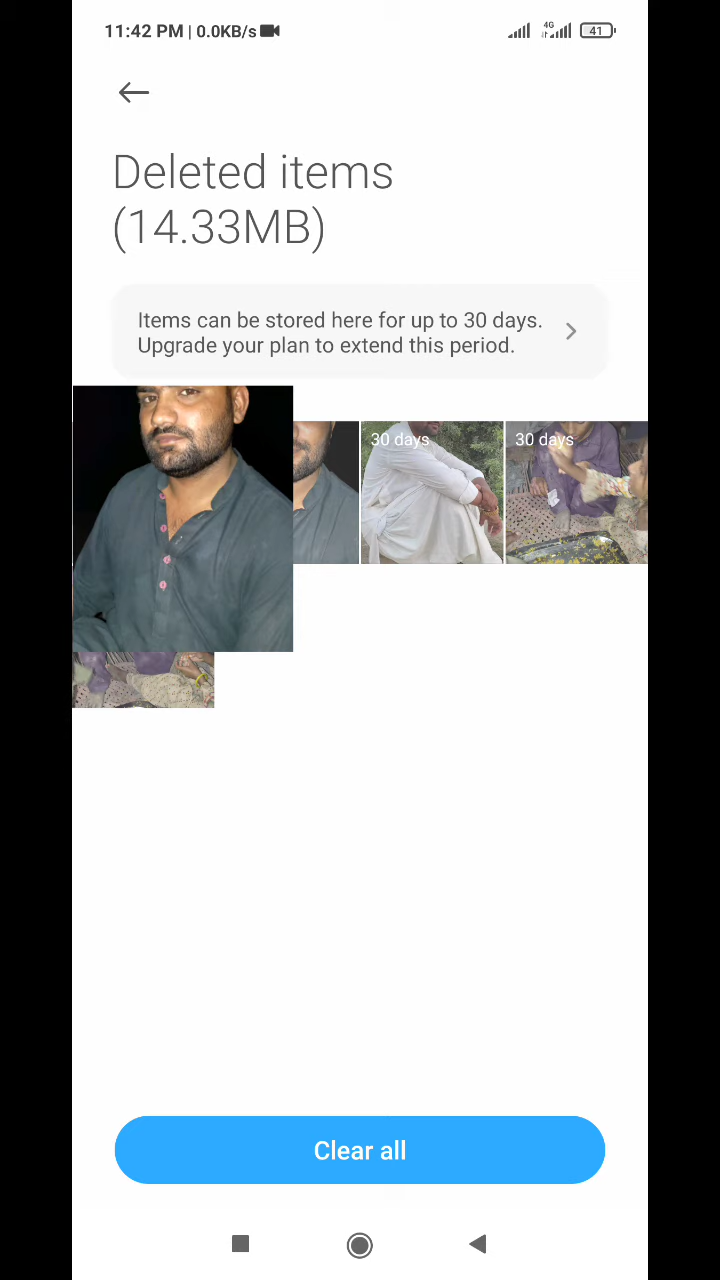 11:42 PM | 0.0KB/s 4G 41
Deleted items
(14.33MB)
Items can be stored here for up to 30 days.
Upgrade your plan to extend this period.
30 days 30 days
Clear all